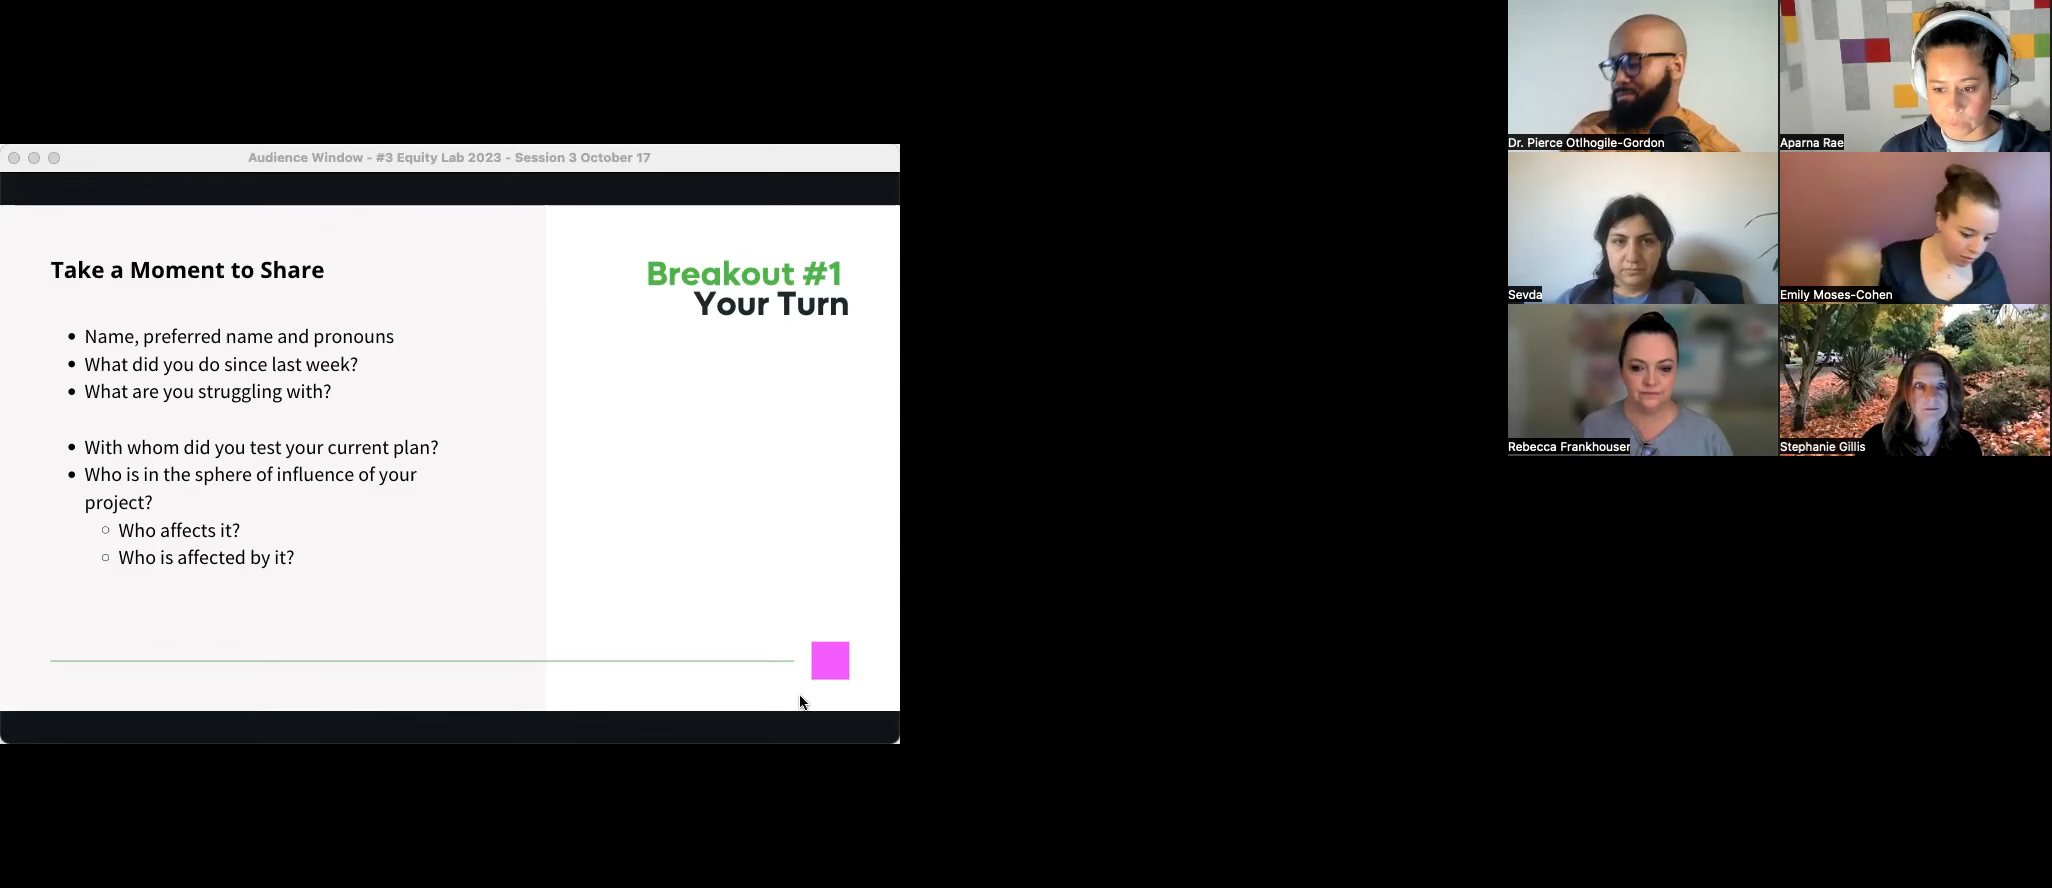 Audience Window - #3 Equity Lab 2023 - Session 3 October 17
Take a Moment to Share
Name, preferred name and pronouns
What did you do since last week?
What are you struggling with?
With whom did you test your current plan?
Who is in the sphere of influence of your
project?
Who affects it?
Who is affected by it?
Breakout #1
Your Turn
Dr. Pierce Otlhogile-Gordon
Aparna Rae
Sevda
Emily Moses-Cohen
Rebecca Frankhouser
Stephanie Gillis